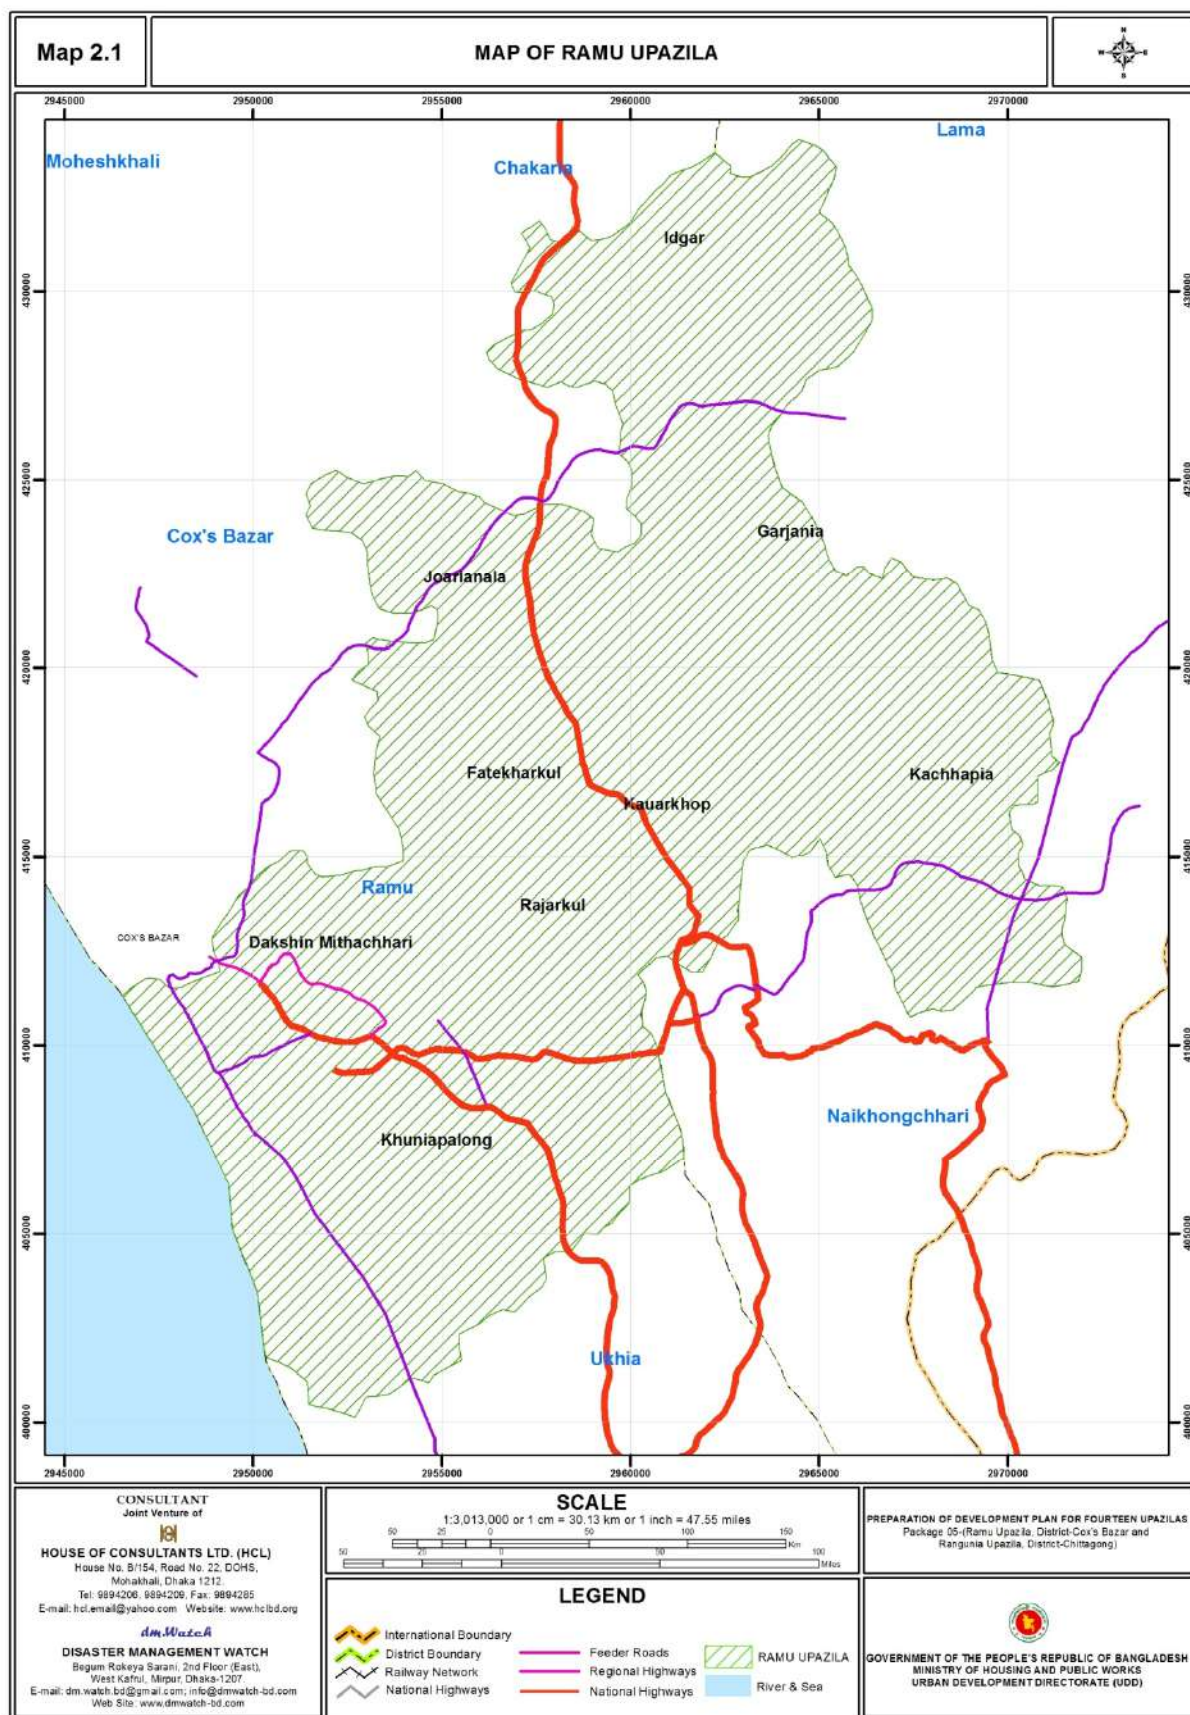 Map 2.1
MAP OF RAMU UPAZILA
N
W E
S
2945000 2950000 2955000 2960000 2965000 2970000
Lama
Moheshkhali
Chakaria
Idgar
430000 430000
425000 425000
Garjania
Cox's Bazar
Joarianala
420000 420000
Fatekharkul
Kachhapia
Kauarkhop
415000 415000
Ramu
Rajarkul
COX'S BAZAR
Dakshin Mithachhari
410000 410000
Naikhongchhari
Khuniapalong
405000 405000
Ukhia
400000 400000
2945000 2950000 2955000 2960000 2965000 2970000
CONSULTANT
Joint Venture of
HOUSE OF CONSULTANTS LTD. (HCL)
House No. B/154, Road No. 22, DOHS,
Mohakhali, Dhaka 1212.
Tel: 9894206, 9894209, Fax: 9894285
E-mail: hcl.email@yahoo.com Website: www.hclbd.org
dm.Watch
DISASTER MANAGEMENT WATCH
Begum Rokeya Sarani, 2nd Floor (East),
West Kafrul, Mirpur, Dhaka-1207.
E-mail: dm.watch.bd@gmail.com; info@dmwatch-bd.com
Web Site: www.dmwatch-bd.com
SCALE
1:3,013,000 or 1 cm = 30.13 km or 1 inch = 47.55 miles
50 25 0 50 100 150
Km
50 25 0 50 100
Miles
LEGEND
International Boundary
District Boundary
Railway Network
National Highways
Feeder Roads
Regional Highways
National Highways
RAMU UPAZILA
River & Sea
PREPARATION OF DEVELOPMENT PLAN FOR FOURTEEN UPAZILAS
Package 05-(Ramu Upazila, District-Cox's Bazar and
Rangunia Upazila, District-Chittagong)
GOVERNMENT OF THE PEOPLE'S REPUBLIC OF BANGLADESH
MINISTRY OF HOUSING AND PUBLIC WORKS
URBAN DEVELOPMENT DIRECTORATE (UDD)